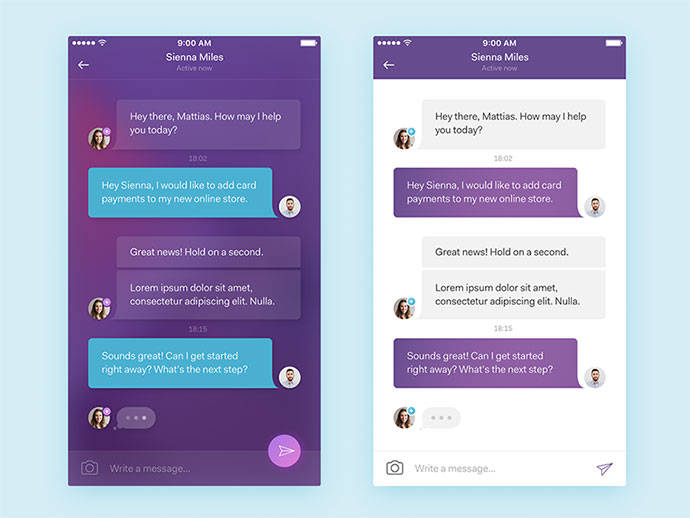 9:00 AM
Sienna Miles
Active now
Hey there, Mattias. How may I help
you today?
18:02
Hey Sienna, I would like to add card
payments to my new online store.
Great news! Hold on a second.
Lorem ipsum dolor sit amet,
consectetur adipiscing elit. Nulla.
18:15
Sounds great! Can I get started
right away? What's the next step?
Write a message...
9:00 AM
Sienna Miles
Active now
Hey there, Mattias. How may I help
you today?
18:02
Hey Sienna, I would like to add card
payments to my new online store.
Great news! Hold on a second.
Lorem ipsum dolor sit amet,
consectetur adipiscing elit. Nulla.
18:15
Sounds great! Can I get started
right away? What's the next step?
Write a message...